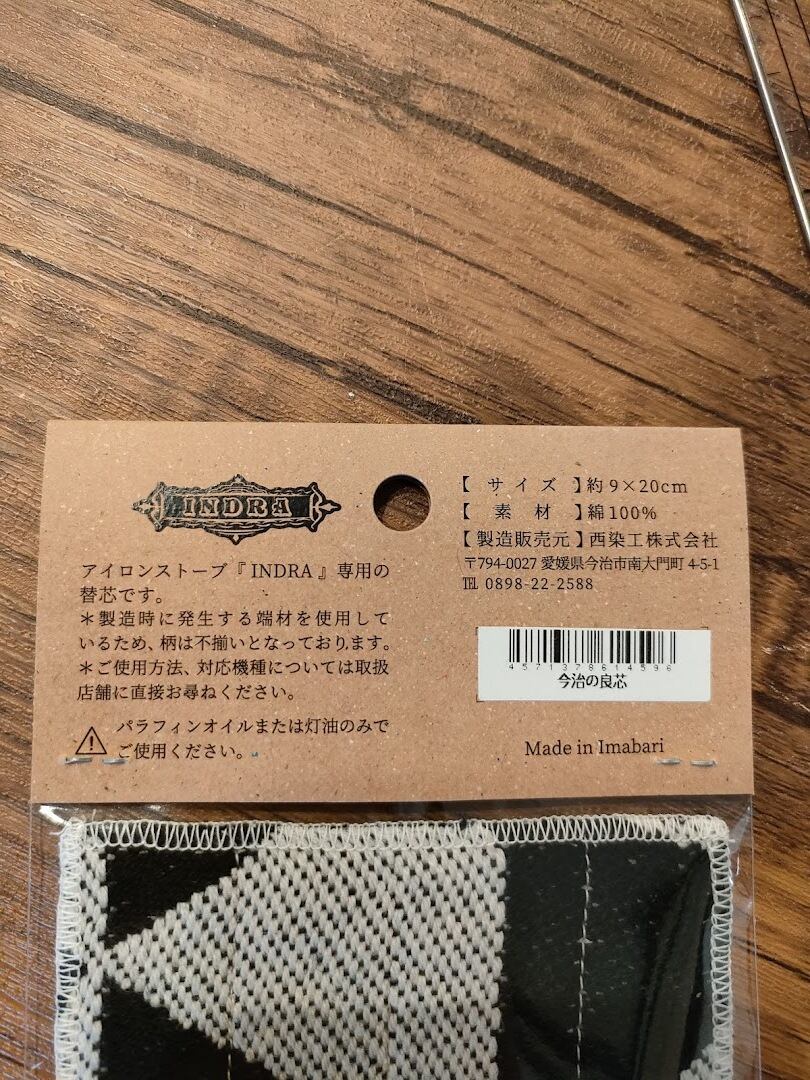 INDRA
アイロンストーブ『 INDRA 』専用の
替芯です。
＊製造時に発生する端材を使用して
いるため、柄は不揃いとなっております。
＊ご使用方法、対応機種については取扱
店舗に直接お尋ねください。
パラフィンオイルまたは灯油のみで
ご使用ください。
【サイズ】約 9×20cm
【素材】綿 100%
【製造販売元】西染工株式会社
〒794-0027 愛媛県今治市南大門町 4-5-1
℡ 0898-22-2588
4571378614596
今治の良芯
Made in Imabari